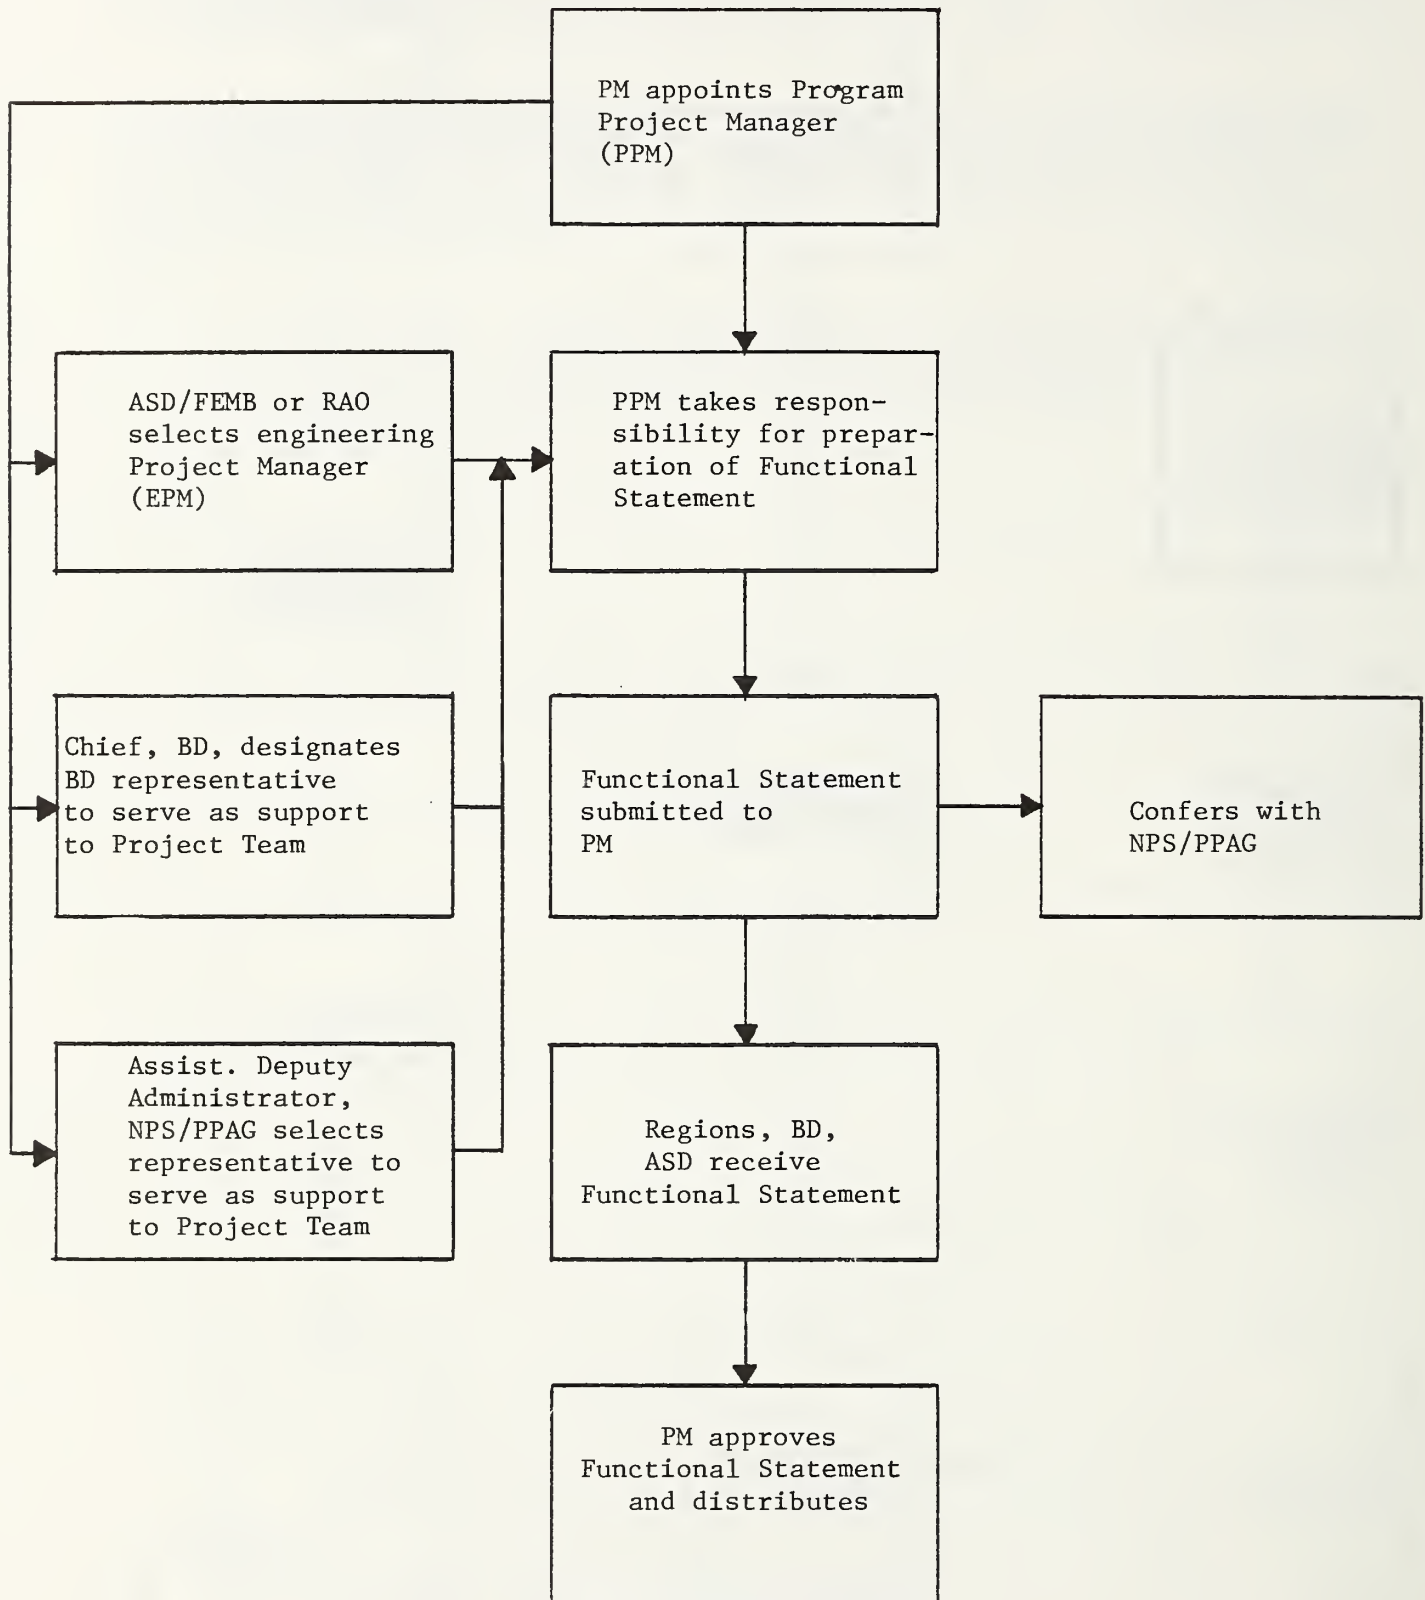 PM appoints Program
Project Manager
(PPM)
ASD/FEMB or RAO
selects engineering
Project Manager
(EPM)
PPM takes respon-
sibility for prepar-
ation of Functional
Statement
Chief, BD, designates
BD representative
to serve as support
to Project Team
Functional Statement
submitted to
PM
Confers with
NPS/PPAG
Assist. Deputy
Administrator,
NPS/PPAG selects
representative to
serve as support
to Project Team
Regions, BD,
ASD receive
Functional Statement
PM approves
Functional Statement
and distributes